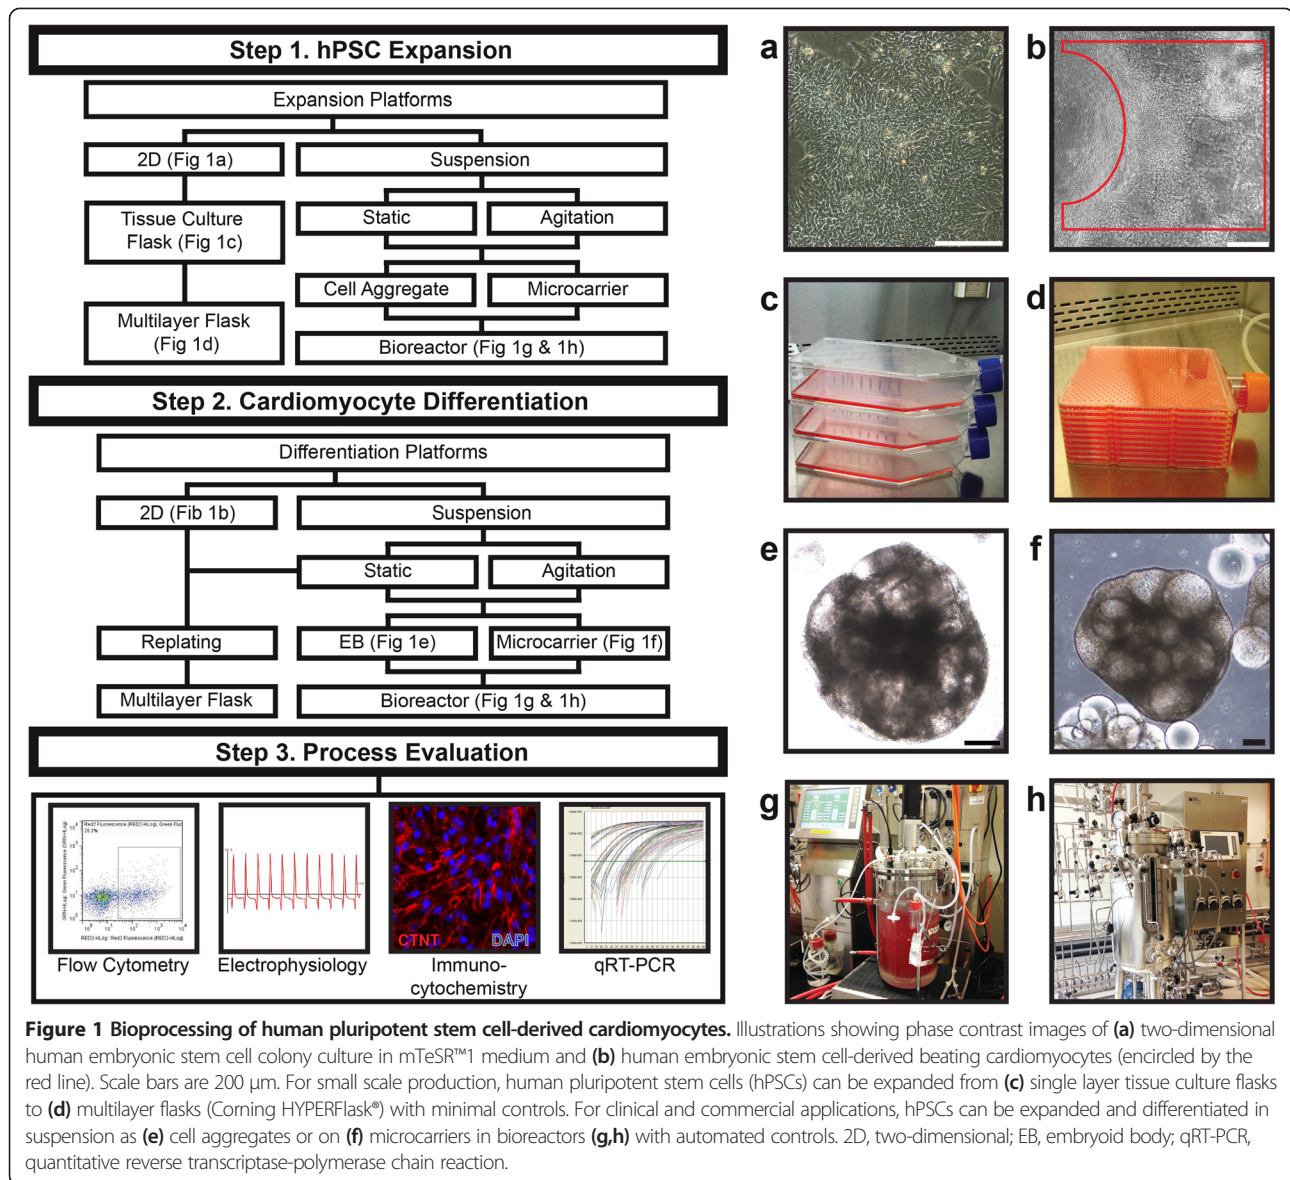 Step 1. hPSC Expansion
Expansion Platforms
2D (Fig 1a)
Suspension
Tissue Culture
Flask (Fig 1c)
Static
Agitation
Cell Aggregate
Microcarrier
Multilayer Flask
(Fig 1d)
Bioreactor (Fig 1g & 1h)
Step 2. Cardiomyocyte Differentiation
Differentiation Platforms
2D (Fib 1b)
Suspension
Static
Agitation
Replating
EB (Fig 1e)
Microcarrier (Fig 1f)
Multilayer Flask
Bioreactor (Fig 1g & 1h)
Step 3. Process Evaluation
RED2-HLog: Red2 Fluorescence (RED2-HLog)
Flow Cytometry
Electrophysiology
CTNT
DAPI
Immuno-
cytochemistry
qRT-PCR
a
b
c
d
e
f
g
h
Figure 1 Bioprocessing of human pluripotent stem cell-derived cardiomyocytes. Illustrations showing phase contrast images of (a) two-dimensional
human embryonic stem cell colony culture in mTeSR™1 medium and (b) human embryonic stem cell-derived beating cardiomyocytes (encircled by the
red line). Scale bars are 200 μm. For small scale production, human pluripotent stem cells (hPSCs) can be expanded from (c) single layer tissue culture flasks
to (d) multilayer flasks (Corning HYPERFlask®) with minimal controls. For clinical and commercial applications, hPSCs can be expanded and differentiated in
suspension as (e) cell aggregates or on (f) microcarriers in bioreactors (g,h) with automated controls. 2D, two-dimensional; EB, embryoid body; qRT-PCR,
quantitative reverse transcriptase-polymerase chain reaction.